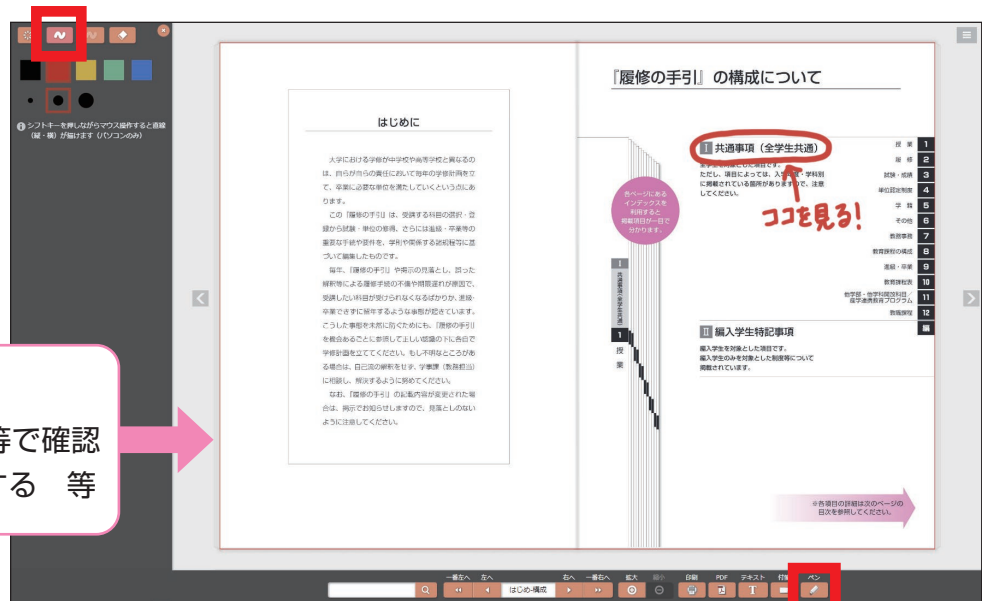 シフトキーを押しながらマウス操作すると直線
(縦・横)が描けます(パソコンのみ)
はじめに
大学における学修が中学校や高等学校と異なるの
は、自らが自らの責任において毎年の学修計画を立
て、卒業に必要な単位を満たしていくという点にあ
ります。
この『履修の手引』は、受講する科目の選択・登
録から試験・単位の修得、さらには進級・卒業等の
重要な手続や要件を、学則や関係する諸規程等に基
づいて編集したものです。
毎年、『履修の手引』や掲示の見落とし、誤った
解釈等による履修手続の不備や期限遅れが原因で、
受講したい科目が受けられなくなるばかりか、進級・
卒業できずに留年するような事態が起きています。
こうした事態を未然に防ぐためにも、『履修の手引』
を機会あるごとに参照して正しい認識の下に各自で
学修計画を立ててください。もし不明なところがあ
る場合は、自己流の解釈をせず、学事課(教務担当)
に相談し、解決するように努めてください。
なお、『履修の手引』の記載内容が変更された場
合は、掲示でお知らせしますので、見落としのない
ように注意してください。
『履修の手引』の構成について
各ページにある
インデックスを
利用すると
掲載項目が一目で
分かります。
I
共通事項(全学生共通)
1
授業
I 共通事項(全学生共通)
全学生を対象とした項目です。
ただし、項目によっては、入学年度・学科別
に掲載されている箇所がありますので、注意
してください。
ココを見る!
授 業 1
履 修 2
試験・成績 3
単位認定制度 4
学 籍 5
その他 6
教務事務 7
教育課程の構成 8
進級・卒業 9
教育課程表 10
他学部・他学科開放科目/
産学連携教育プログラム 11
教職課程 12
編
II 編入学生特記事項
編入学生を対象とした項目です。
編入学生のみを対象とした制度等について
掲載されています。
※各項目の詳細は次のページの
目次を参照してください。
等で確認
する 等
一番左へ 左へ はじめ-構成 右へ 一番右へ 拡大 縮小 印刷 PDF テキスト 付箋 ペン